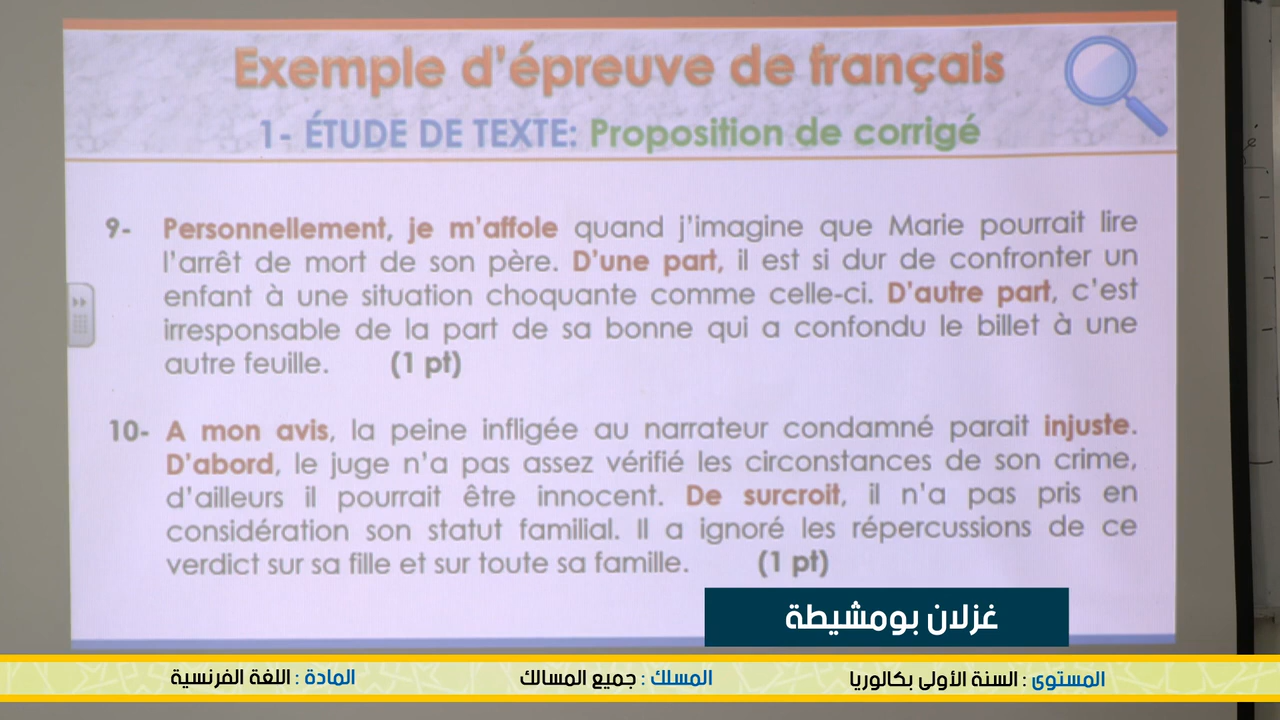 Exemple d'épreuve de français
1- ÉTUDE DE TEXTE: Proposition de corrigé
9- Personnellement, je m'affole quand j'imagine que Marie pourrait lire
l'arrêt de mort de son père. D'une part, il est si dur de confronter un
enfant à une situation choquante comme celle-ci. D'autre part, c'est
irresponsable de la part de sa bonne qui a confondu le billet à une
autre feuille. (1 pt)
10- A mon avis, la peine infligée au narrateur condamné parait injuste.
D'abord, le juge n'a pas assez vérifié les circonstances de son crime,
d'ailleurs il pourrait être innocent. De surcroit, il n'a pas pris en
considération son statut familial. Il a ignoré les répercussions de ce
verdict sur sa fille et sur toute sa famille. (1 pt)
غزلان بومشيطة
المستوى : السنة الأولى بكالوريا المسلك : جميع المسالك المادة : اللغة الفرنسية